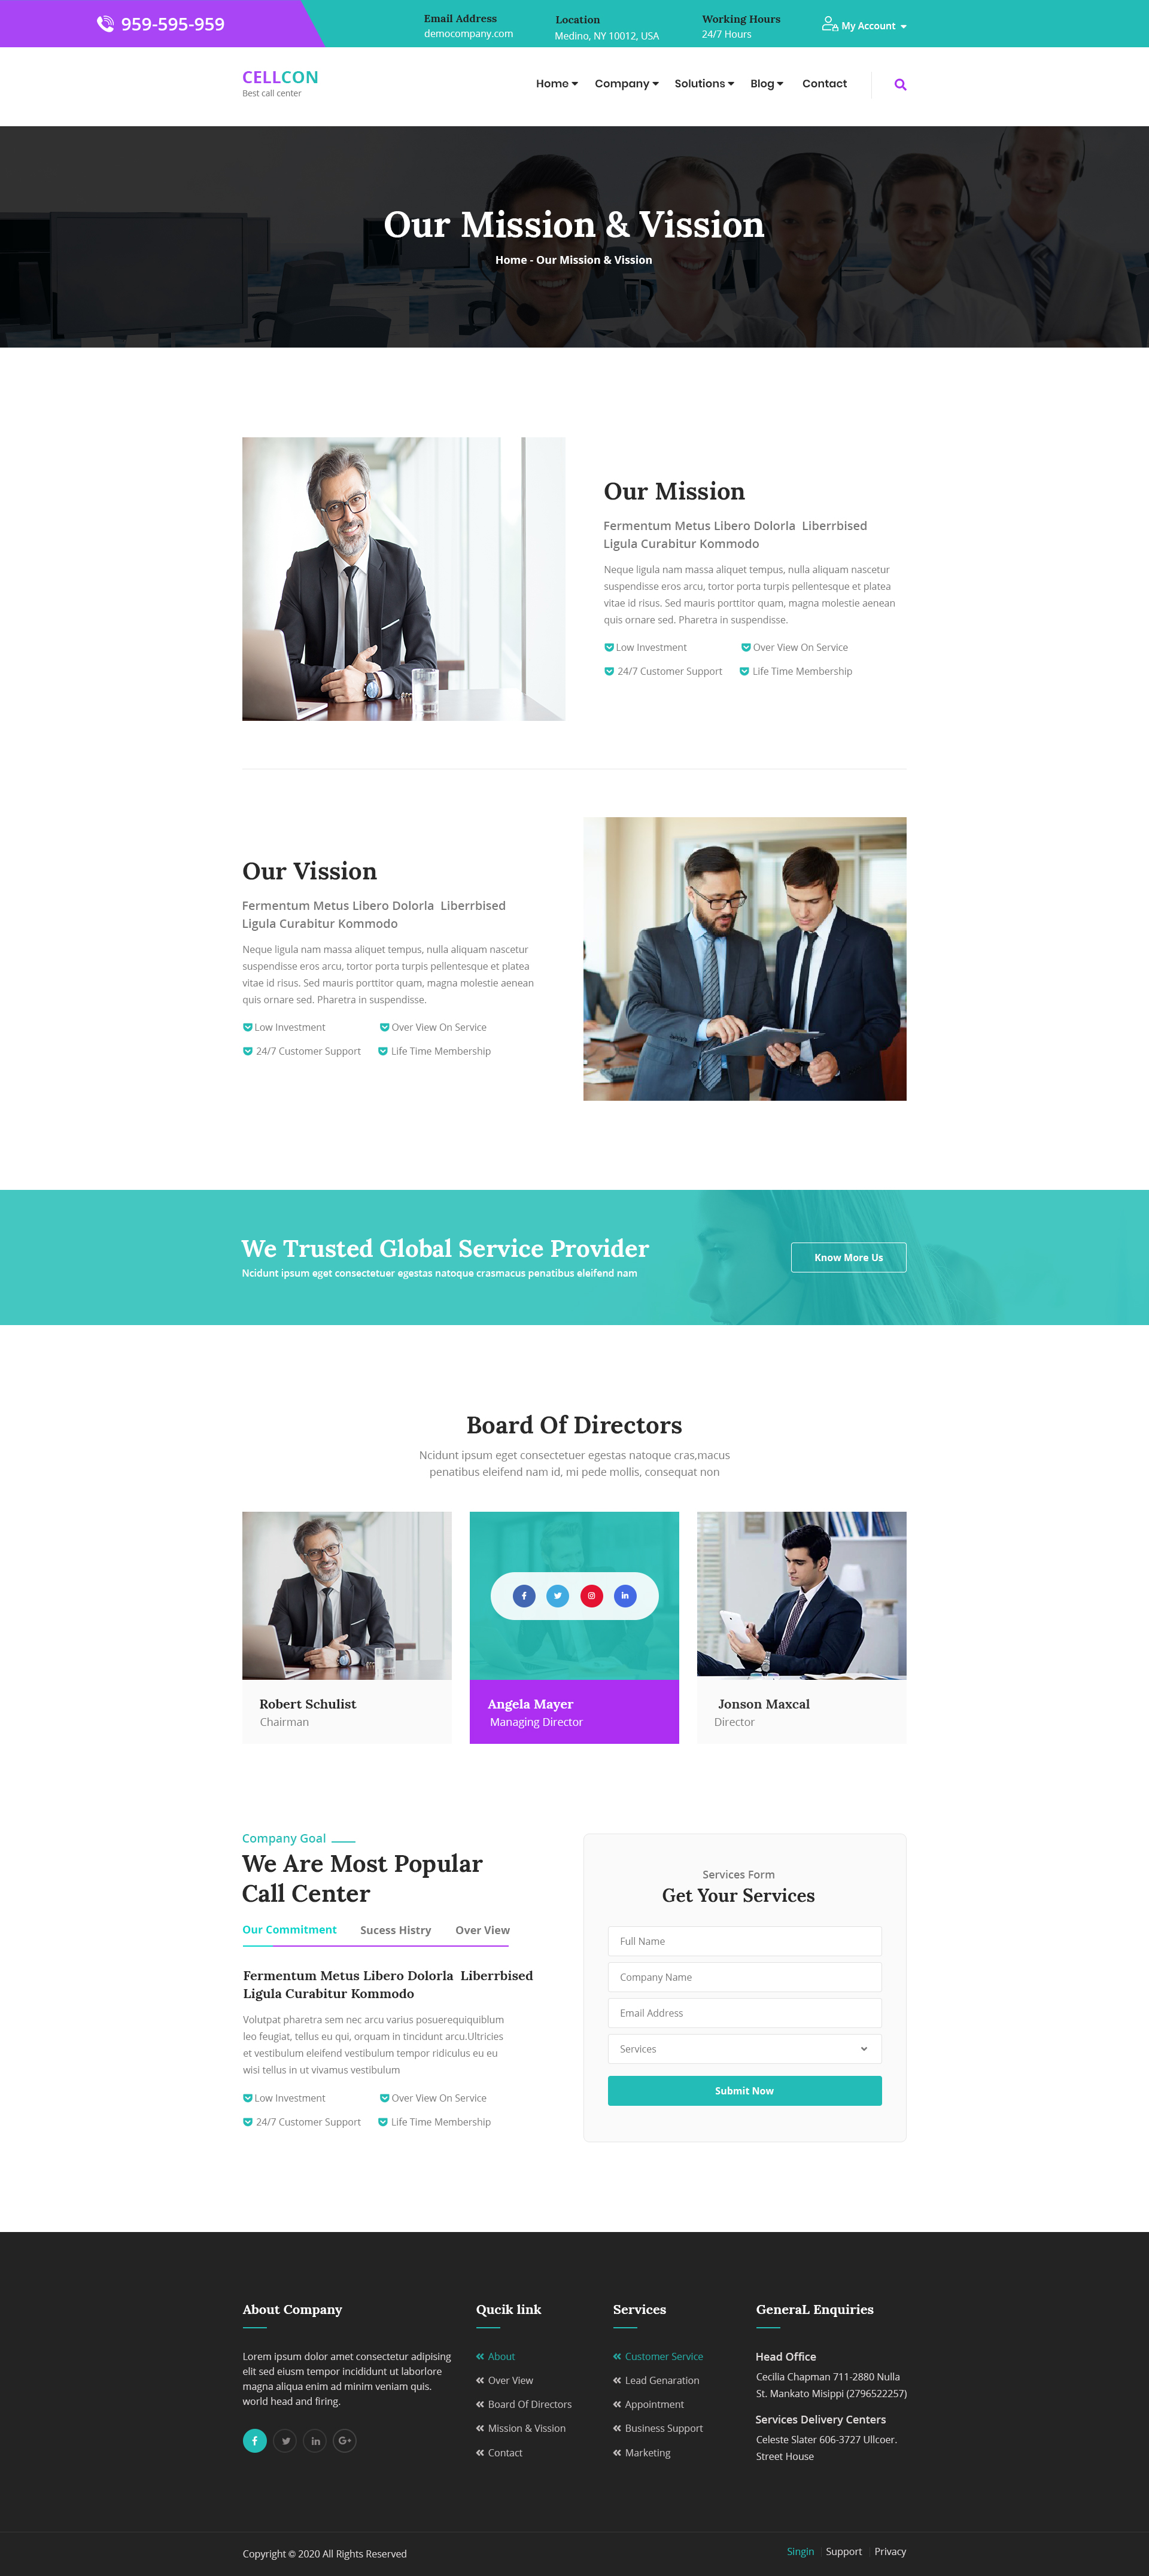 959-595-959
Email Address
democompany.com
Location
Medino, NY 10012, USA
Working Hours
24/7 Hours
My Account
CELLCON
Best call center
Home
Company
Solutions
Blog
Contact
Our Mission & Vission
Home - Our Mission & Vission
Our Mission
Fermentum Metus Libero Dolorla Liberrbised
Ligula Curabitur Kommodo
Neque ligula nam massa aliquet tempus, nulla aliquam nascetur
suspendisse eros arcu, tortor porta turpis pellentesque et platea
vitae id risus. Sed mauris porttitor quam, magna molestie aenean
quis ornare sed. Pharetra in suspendisse.
Low Investment
Over View On Service
24/7 Customer Support
Life Time Membership
Our Vission
Fermentum Metus Libero Dolorla Liberrbised
Ligula Curabitur Kommodo
Neque ligula nam massa aliquet tempus, nulla aliquam nascetur
suspendisse eros arcu, tortor porta turpis pellentesque et platea
vitae id risus. Sed mauris porttitor quam, magna molestie aenean
quis ornare sed. Pharetra in suspendisse.
Low Investment
Over View On Service
24/7 Customer Support
Life Time Membership
We Trusted Global Service Provider
Ncidunt ipsum eget consectetuer egestas natoque crasmacus penatibus eleifend nam
Know More Us
Board Of Directors
Ncidunt ipsum eget consectetuer egestas natoque cras,macus
penatibus eleifend nam id, mi pede mollis, consequat non
Robert Schulist
Chairman
Angela Mayer
Managing Director
Jonson Maxcal
Director
Company Goal
We Are Most Popular
Call Center
Our Commitment
Sucess Histry
Over View
Fermentum Metus Libero Dolorla Liberrbised
Ligula Curabitur Kommodo
Volutpat pharetra sem nec arcu varius posuerequiquiblum
leo feugiat, tellus eu qui, orquam in tincidunt arcu.Ultricies
et vestibulum eleifend vestibulum tempor ridiculus eu eu
wisi tellus in ut vivamus vestibulum
Low Investment
Over View On Service
24/7 Customer Support
Life Time Membership
Services Form
Get Your Services
Full Name
Company Name
Email Address
Services
Submit Now
About Company
Lorem ipsum dolor amet consectetur adipising
elit sed eiusm tempor incididunt ut laborlore
magna aliqua enim ad minim veniam quis.
world head and firing.
Qucik link
About
Over View
Board Of Directors
Mission & Vission
Contact
Services
Customer Service
Lead Genaration
Appointment
Business Support
Marketing
GeneraL Enquiries
Head Office
Cecilia Chapman 711-2880 Nulla
St. Mankato Misippi (2796522257)
Services Delivery Centers
Celeste Slater 606-3727 Ullcoer.
Street House
Copyright © 2020 All Rights Reserved
Singin
Support
Privacy